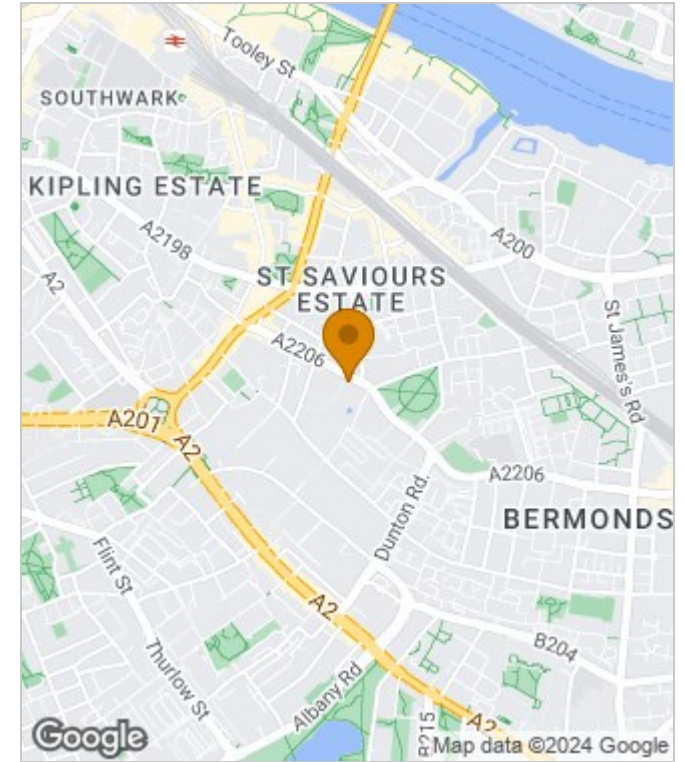 Tooley St
SOUTHWARK
KIPLING ESTATE
A2198
A200
A2
ST SAVIOURS
ESTATE
St James's Rd
A2206
A201
A2
A2206
Dunton Rd.
BERMONDS
Flint St
A2
B204
Thurlow St
Albany Rd
B215
A2
Google
Map data ©2024 Google